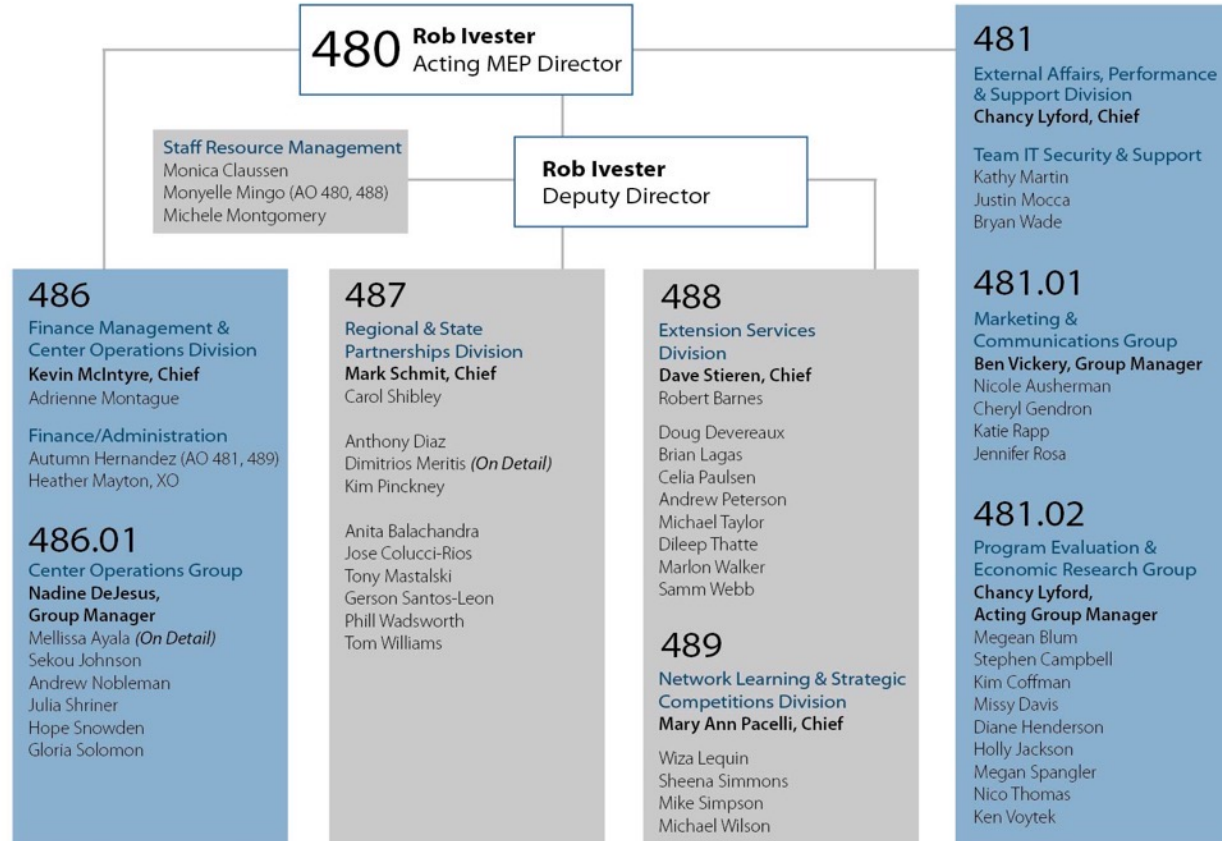 480 Rob Ivester
Acting MEP Director
Staff Resource Management
Monica Claussen
Monyelle Mingo (AO 480, 488)
Michele Montgomery
Rob Ivester
Deputy Director
486
Finance Management &
Center Operations Division
Kevin McIntyre, Chief
Adrienne Montague
Finance/Administration
Autumn Hernandez (AO 481, 489)
Heather Mayton, XO
486.01
Center Operations Group
Nadine DeJesus,
Group Manager
Mellissa Ayala (On Detail)
Sekou Johnson
Andrew Nobleman
Julia Shriner
Hope Snowden
Gloria Solomon
487
Regional & State
Partnerships Division
Mark Schmit, Chief
Carol Shibley
Anthony Diaz
Dimitrios Meritis (On Detail)
Kim Pinckney
Anita Balachandra
Jose Colucci-Rios
Tony Mastalski
Gerson Santos-Leon
Phill Wadsworth
Tom Williams
488
Extension Services
Division
Dave Stieren, Chief
Robert Barnes
Doug Devereaux
Brian Lagas
Celia Paulsen
Andrew Peterson
Michael Taylor
Dileep Thatte
Marlon Walker
Samm Webb
489
Network Learning & Strategic
Competitions Division
Mary Ann Pacelli, Chief
Wiza Lequin
Sheena Simmons
Mike Simpson
Michael Wilson
481
External Affairs, Performance
& Support Division
Chancy Lyford, Chief
Team IT Security & Support
Kathy Martin
Justin Mocca
Bryan Wade
481.01
Marketing &
Communications Group
Ben Vickery, Group Manager
Nicole Ausherman
Cheryl Gendron
Katie Rapp
Jennifer Rosa
481.02
Program Evaluation &
Economic Research Group
Chancy Lyford,
Acting Group Manager
Megean Blum
Stephen Campbell
Kim Coffman
Missy Davis
Diane Henderson
Holly Jackson
Megan Spangler
Nico Thomas
Ken Voytek